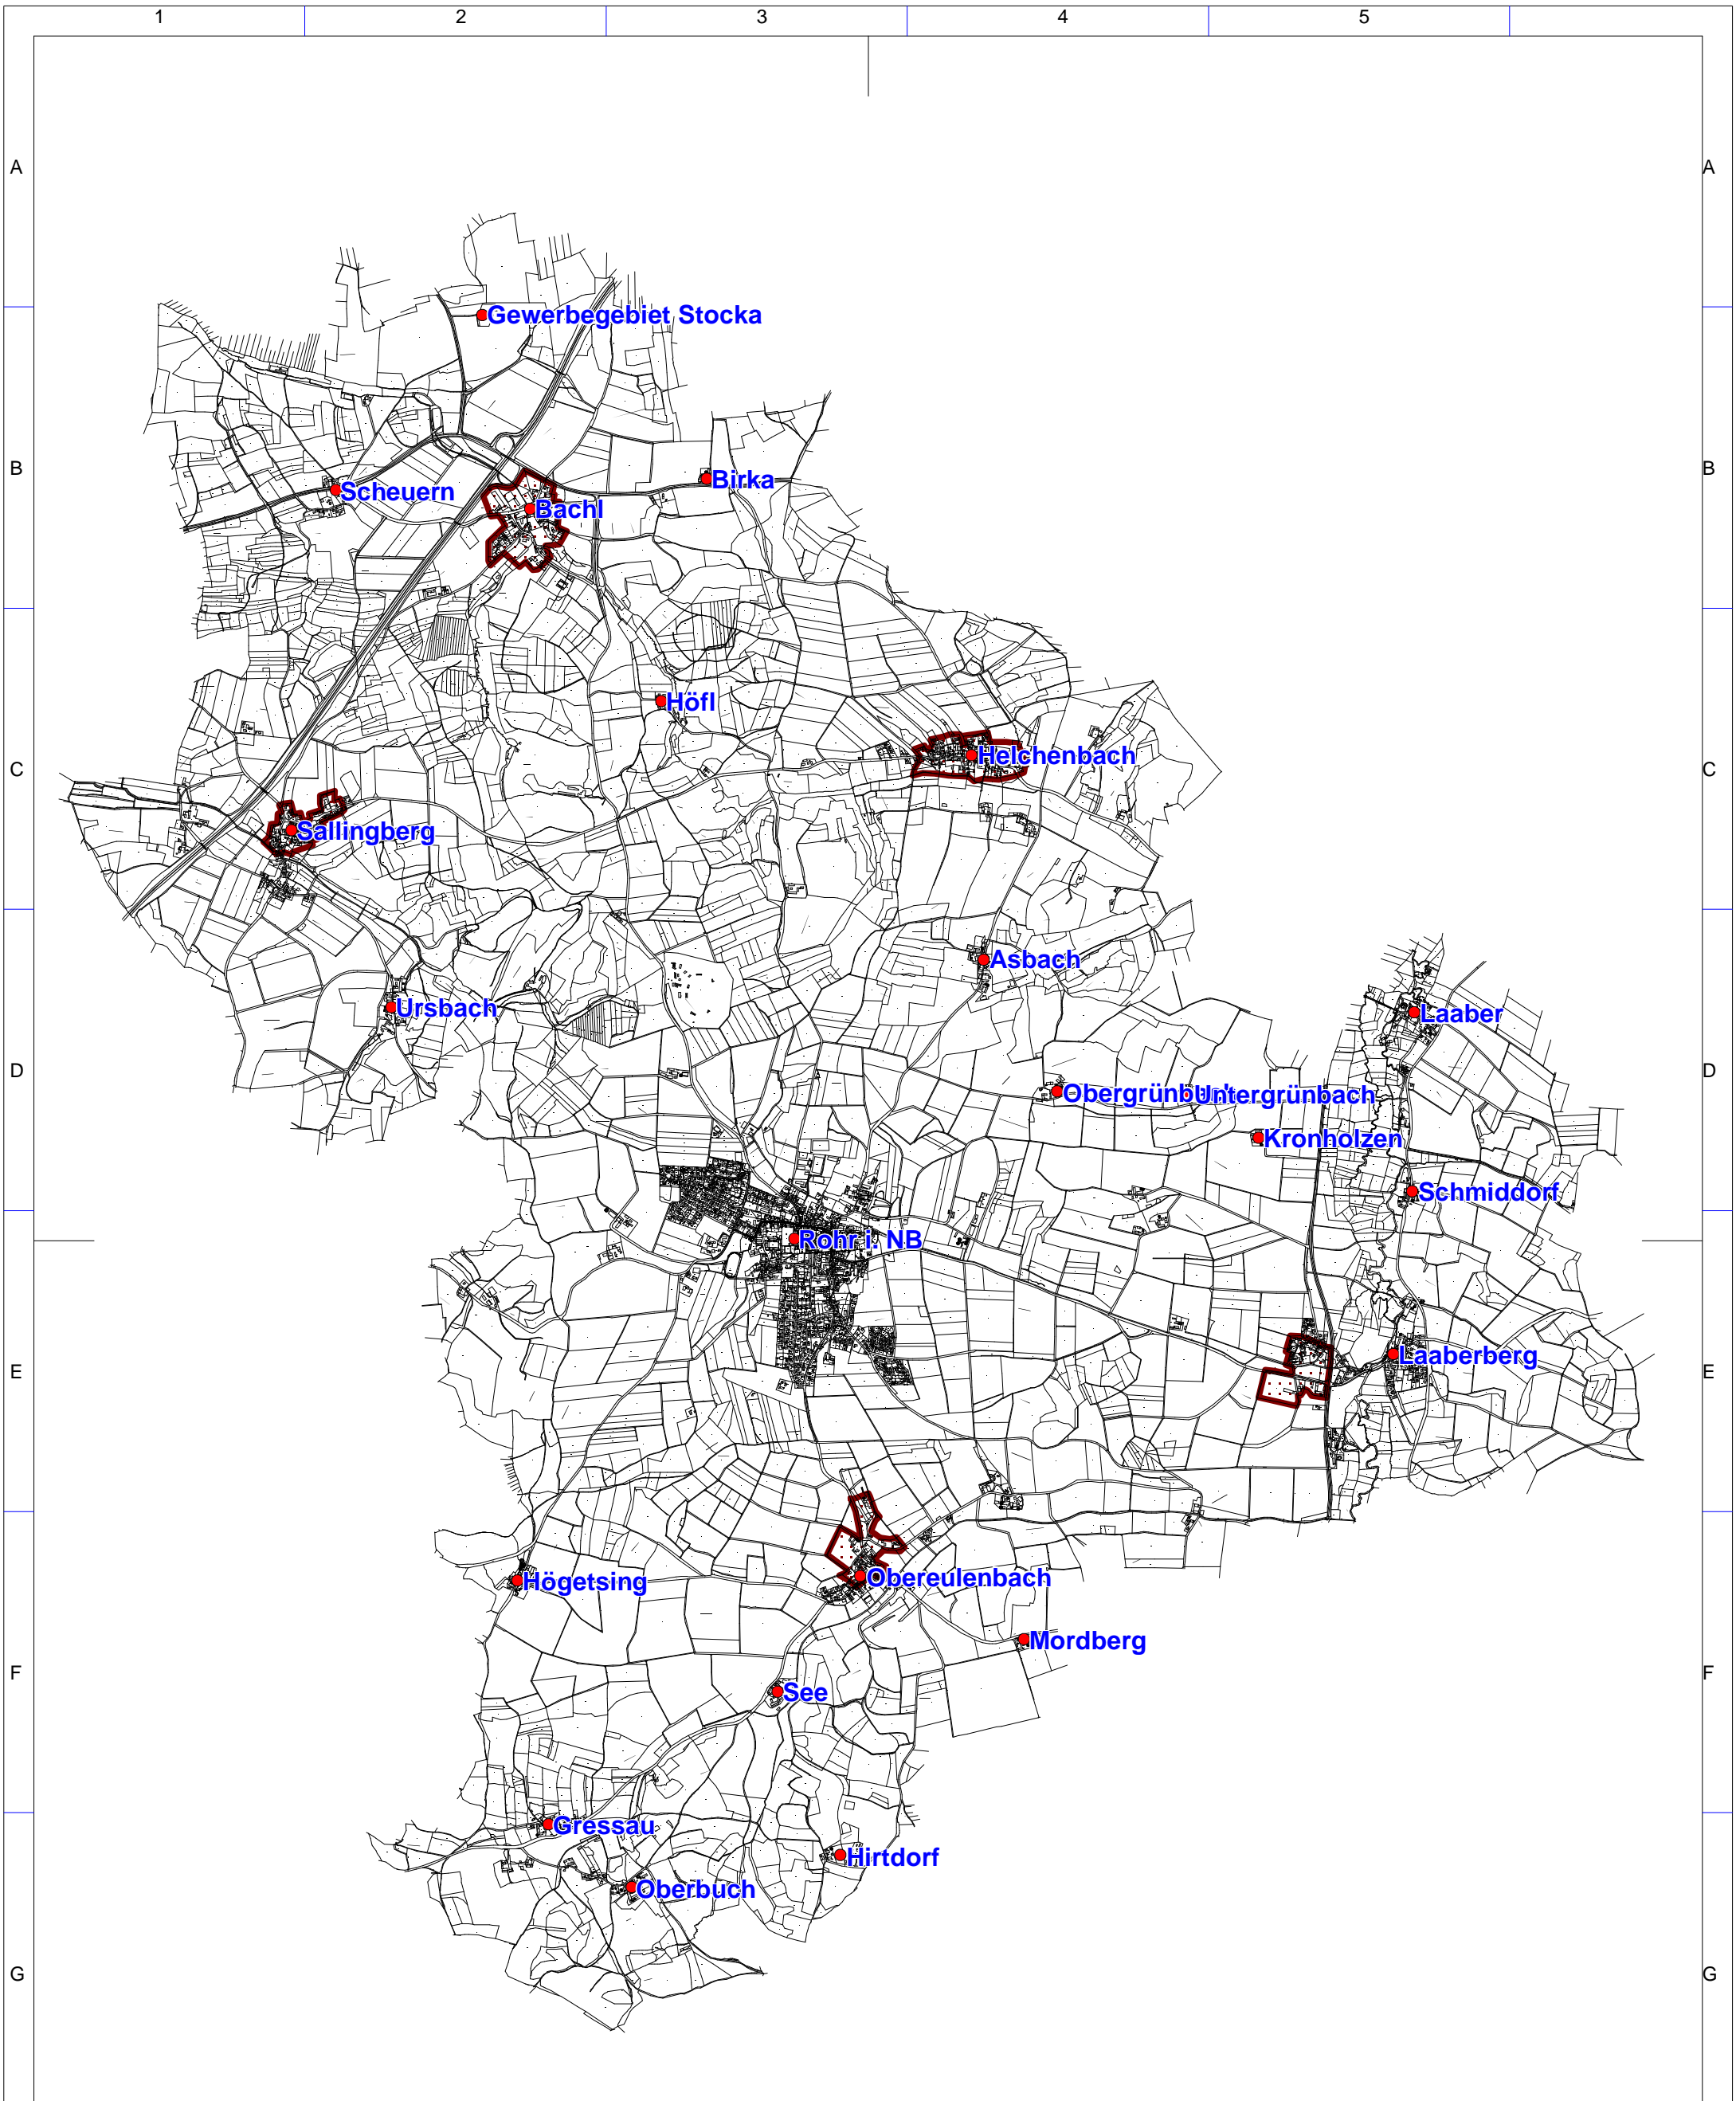 1 2 3 4 5
A A
Gewerbegebiet Stocka
B B
Birka
Scheuern
Bachl
Höfl
Helchenbach
C C
Sallingberg
Asbach
Ursbach
Laaber
D D
Obergrünbach
Untergrünbach
Kronholzen
Schmiddorf
Rohr i. NB
Laaberberg
E E
Obereulenbach
Högetsing
Mordberg
F F
See
Gressau
Hirtdorf
Oberbuch
G G